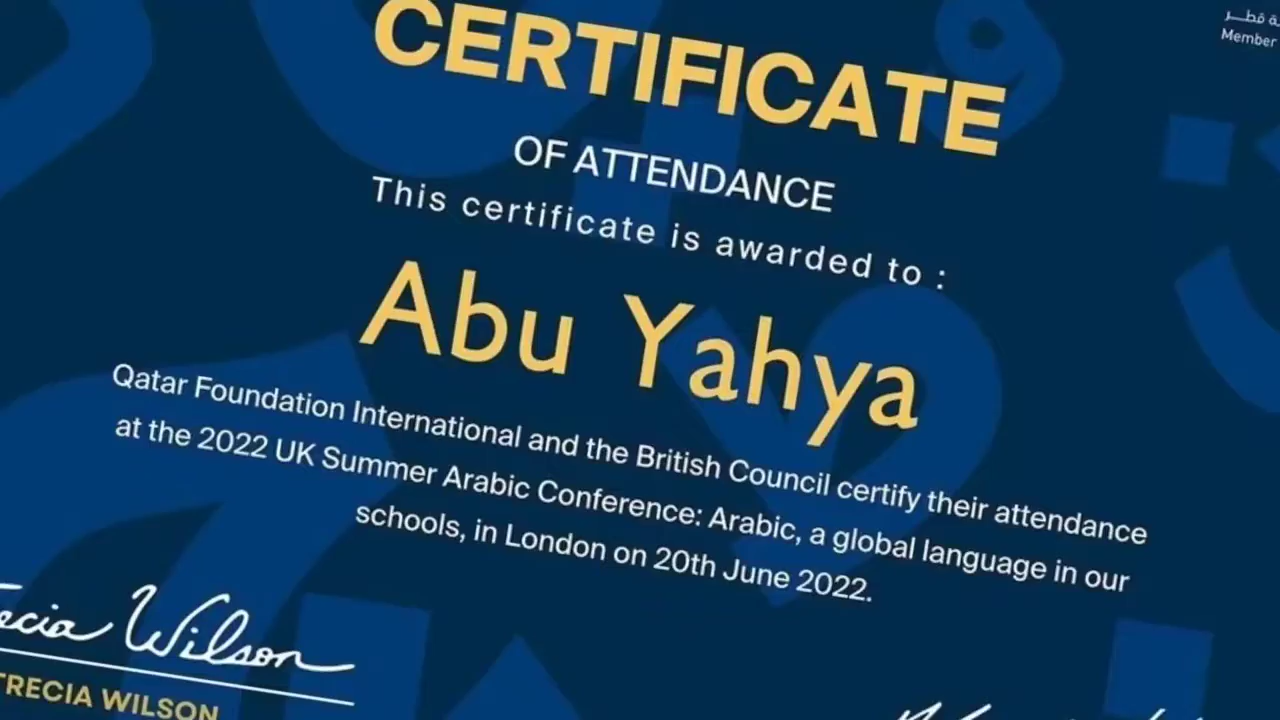 Member
CERTIFICATE
OF ATTENDANCE
This certificate is awarded to :
Abu Yahya
Qatar Foundation International and the British Council certify their attendance
at the 2022 UK Summer Arabic Conference: Arabic, a global language in our
schools, in London on 20th June 2022.
Wilson
TRECIA WILSON